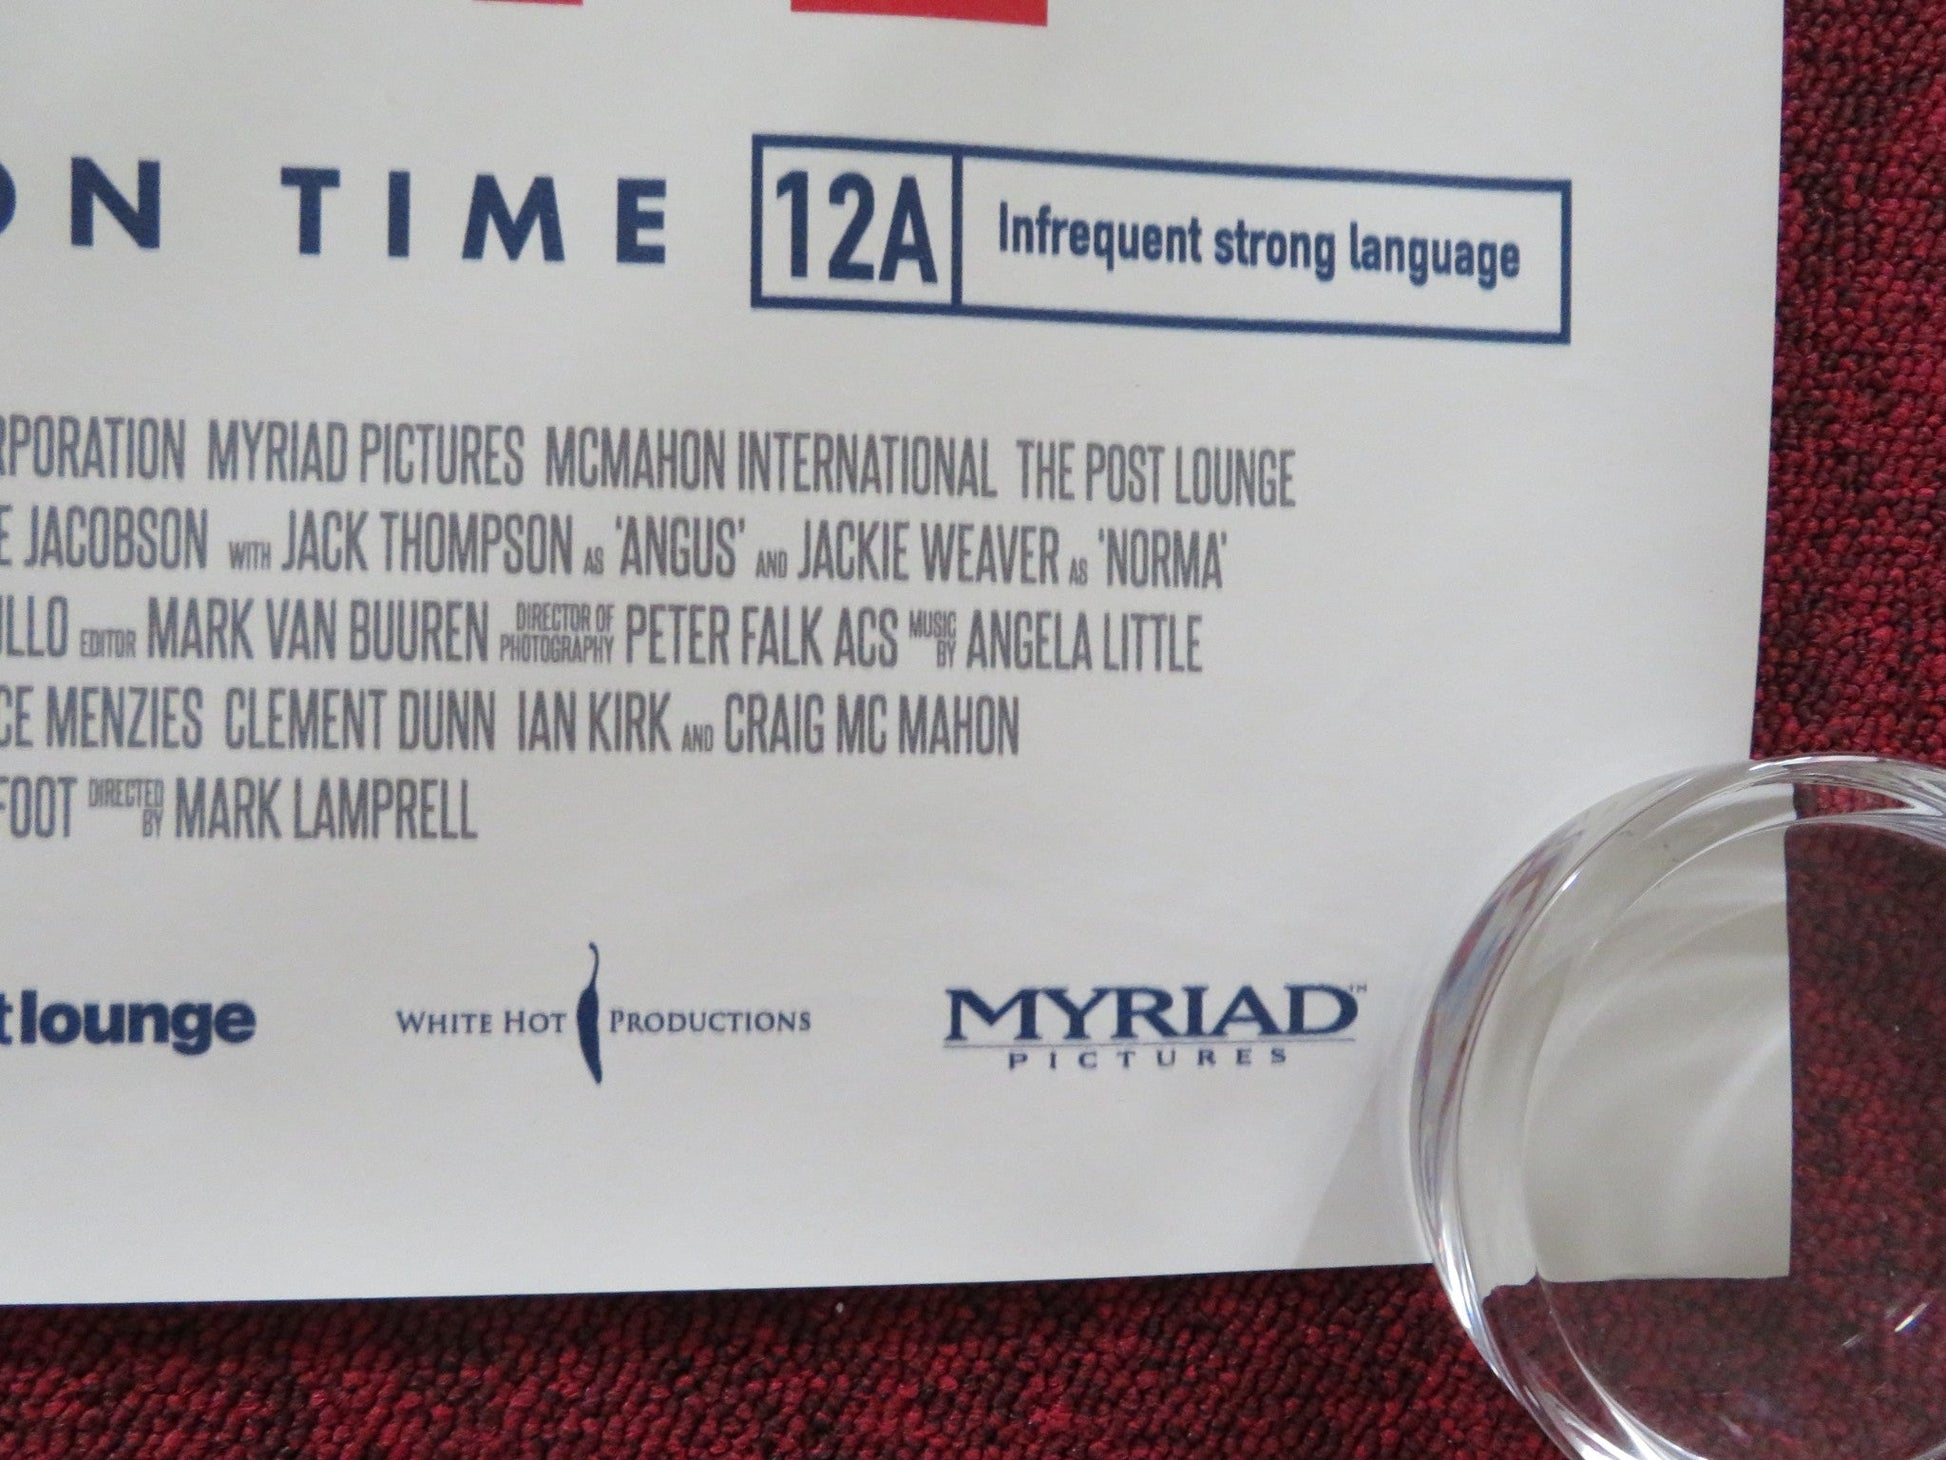 ON TIME
12A Infrequent strong language
RPORATION MYRIAD PICTURES MCMAHON INTERNATIONAL THE POST LOUNGE
E JACOBSON WITH JACK THOMPSON AS 'ANGUS' AND JACKIE WEAVER AS 'NORMA'
ULLO EDITOR MARK VAN BUUREN DIRECTOR OF PHOTOGRAPHY PETER FALK ACS MUSIC BY ANGELA LITTLE
CE MENZIES CLEMENT DUNN IAN KIRK AND CRAIG MC MAHON
FOOT DIRECTED BY MARK LAMPRELL
t lounge WHITE HOT PRODUCTIONS MYRIAD™
PICTURES